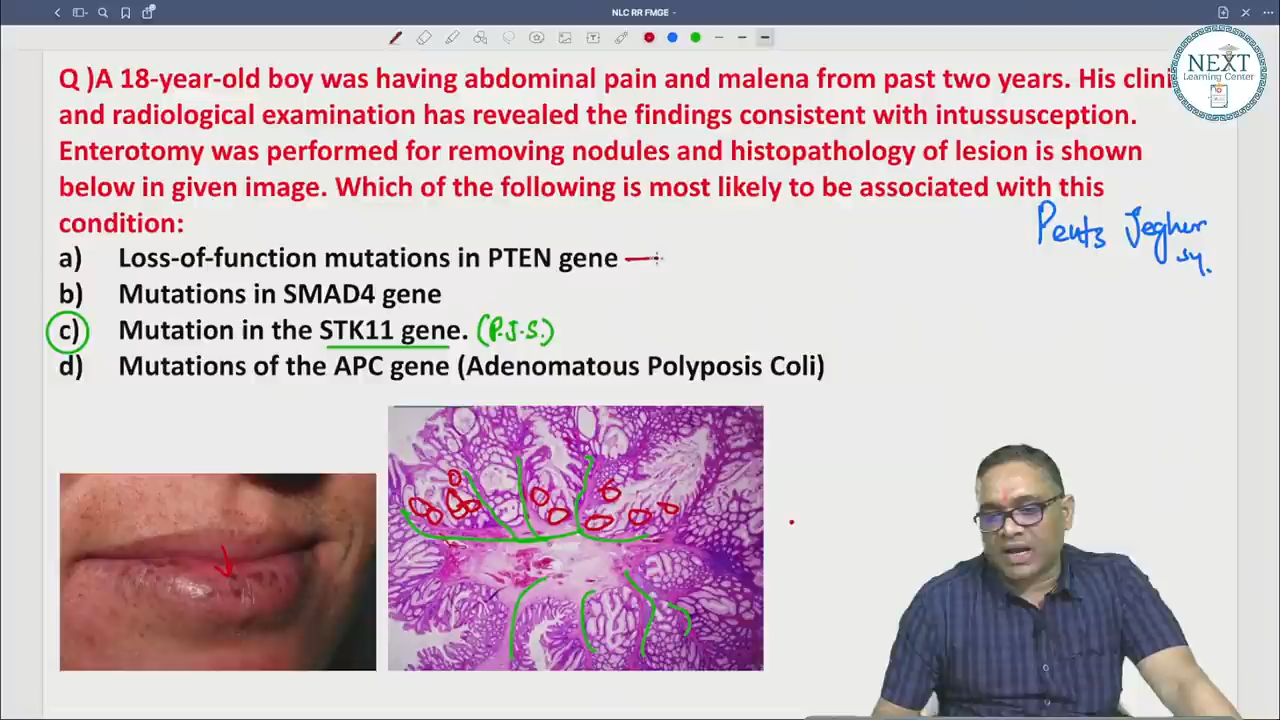 NLC RR FMGE
NEXT
Learning Center
Q )A 18-year-old boy was having abdominal pain and malena from past two years. His clini
and radiological examination has revealed the findings consistent with intussusception.
Enterotomy was performed for removing nodules and histopathology of lesion is shown
below in given image. Which of the following is most likely to be associated with this
condition:
Peutz Jegher
sy.
a) Loss-of-function mutations in PTEN gene
b) Mutations in SMAD4 gene
c) Mutation in the STK11 gene. (P.J.S.)
d) Mutations of the APC gene (Adenomatous Polyposis Coli)